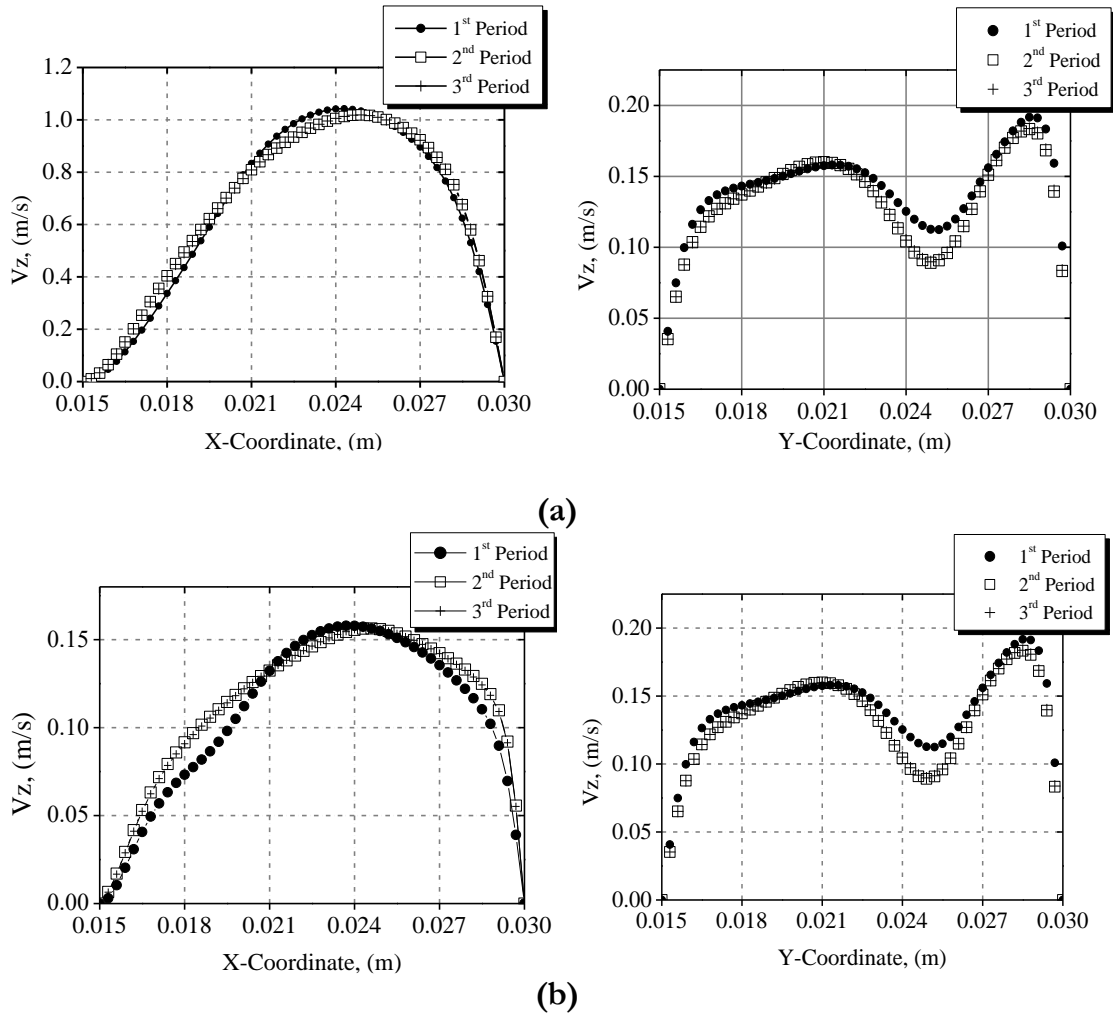 1st Period
2nd Period
3rd Period
1.2
1.0
0.8
0.6
0.4
0.2
0.0
Vz, (m/s)
0.015 0.018 0.021 0.024 0.027 0.030
X-Coordinate, (m)
1st Period
2nd Period
3rd Period
0.20
0.15
0.10
0.05
0.00
Vz, (m/s)
0.015 0.018 0.021 0.024 0.027 0.030
Y-Coordinate, (m)
(a)
1st Period
2nd Period
3rd Period
0.15
0.10
0.05
0.00
Vz, (m/s)
0.015 0.018 0.021 0.024 0.027 0.030
X-Coordinate, (m)
1st Period
2nd Period
3rd Period
0.20
0.15
0.10
0.05
0.00
Vz, (m/s)
0.015 0.018 0.021 0.024 0.027 0.030
Y-Coordinate, (m)
(b)